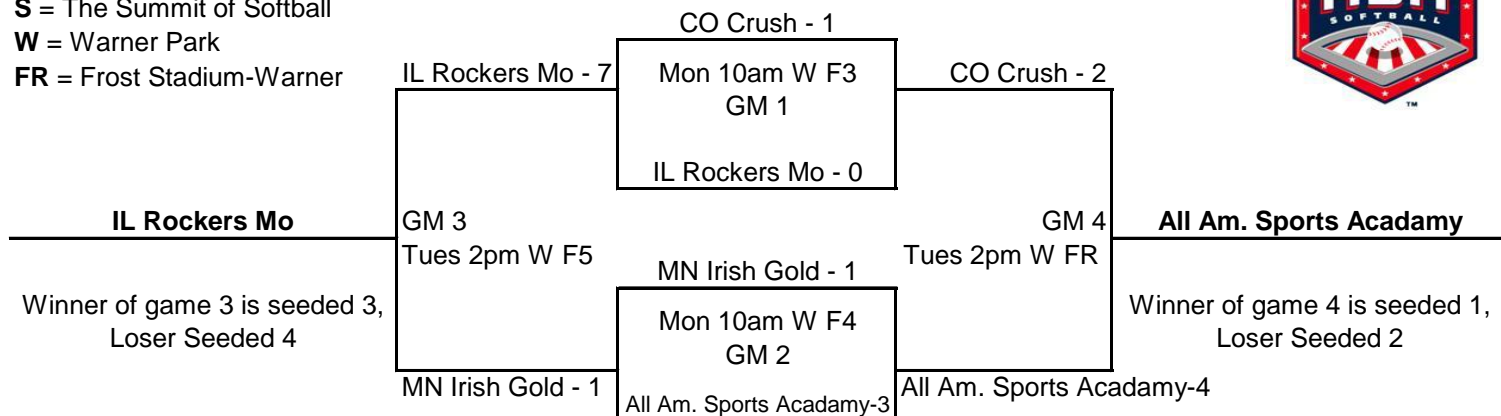 S = The Summit of Softball
W = Warner Park
FR = Frost Stadium-Warner
SOFTBALL
TM
CO Crush - 1
IL Rockers Mo - 7
Mon 10am W F3
GM 1
CO Crush - 2
IL Rockers Mo - 0
IL Rockers Mo
GM 3
Tues 2pm W F5
GM 4
Tues 2pm W FR
All Am. Sports Acadamy
MN Irish Gold - 1
Winner of game 3 is seeded 3,
Loser Seeded 4
Mon 10am W F4
GM 2
Winner of game 4 is seeded 1,
Loser Seeded 2
MN Irish Gold - 1
All Am. Sports Acadamy-3
All Am. Sports Acadamy-4